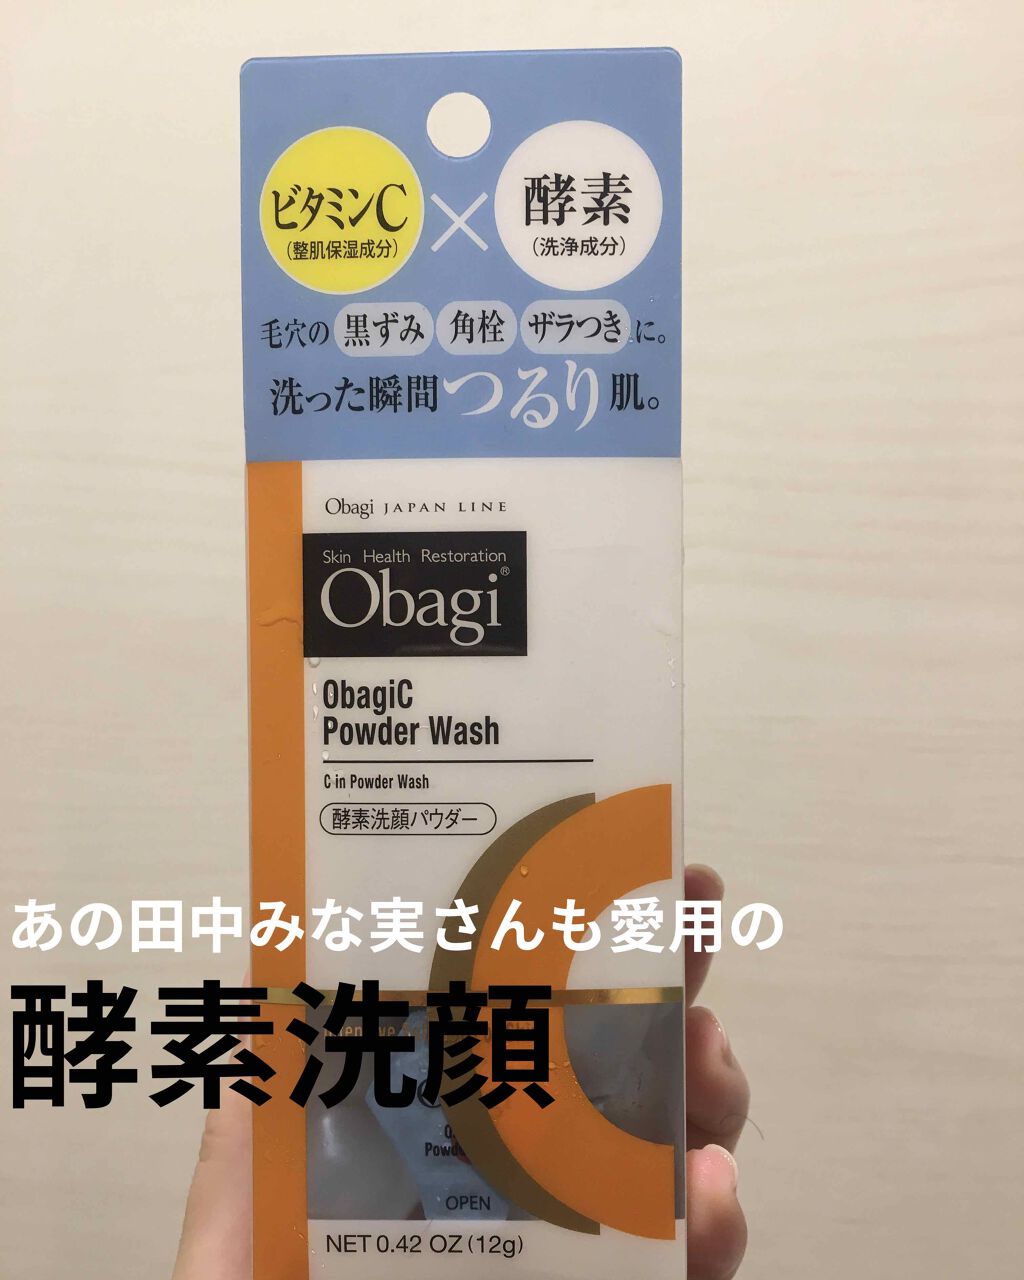 ビタミンC
(整肌保湿成分)
×
酵素
(洗浄成分)
毛穴の 黒ずみ 角栓 ザラつき に。
洗った瞬間つるり肌。
Obagi JAPAN LINE
Skin Health Restoration
Obagi®
ObagiC
Powder Wash
C in Powder Wash
酵素洗顔パウダー
あの田中みな実さんも愛用の
酵素洗顔
OPEN
NET 0.42 OZ (12g)